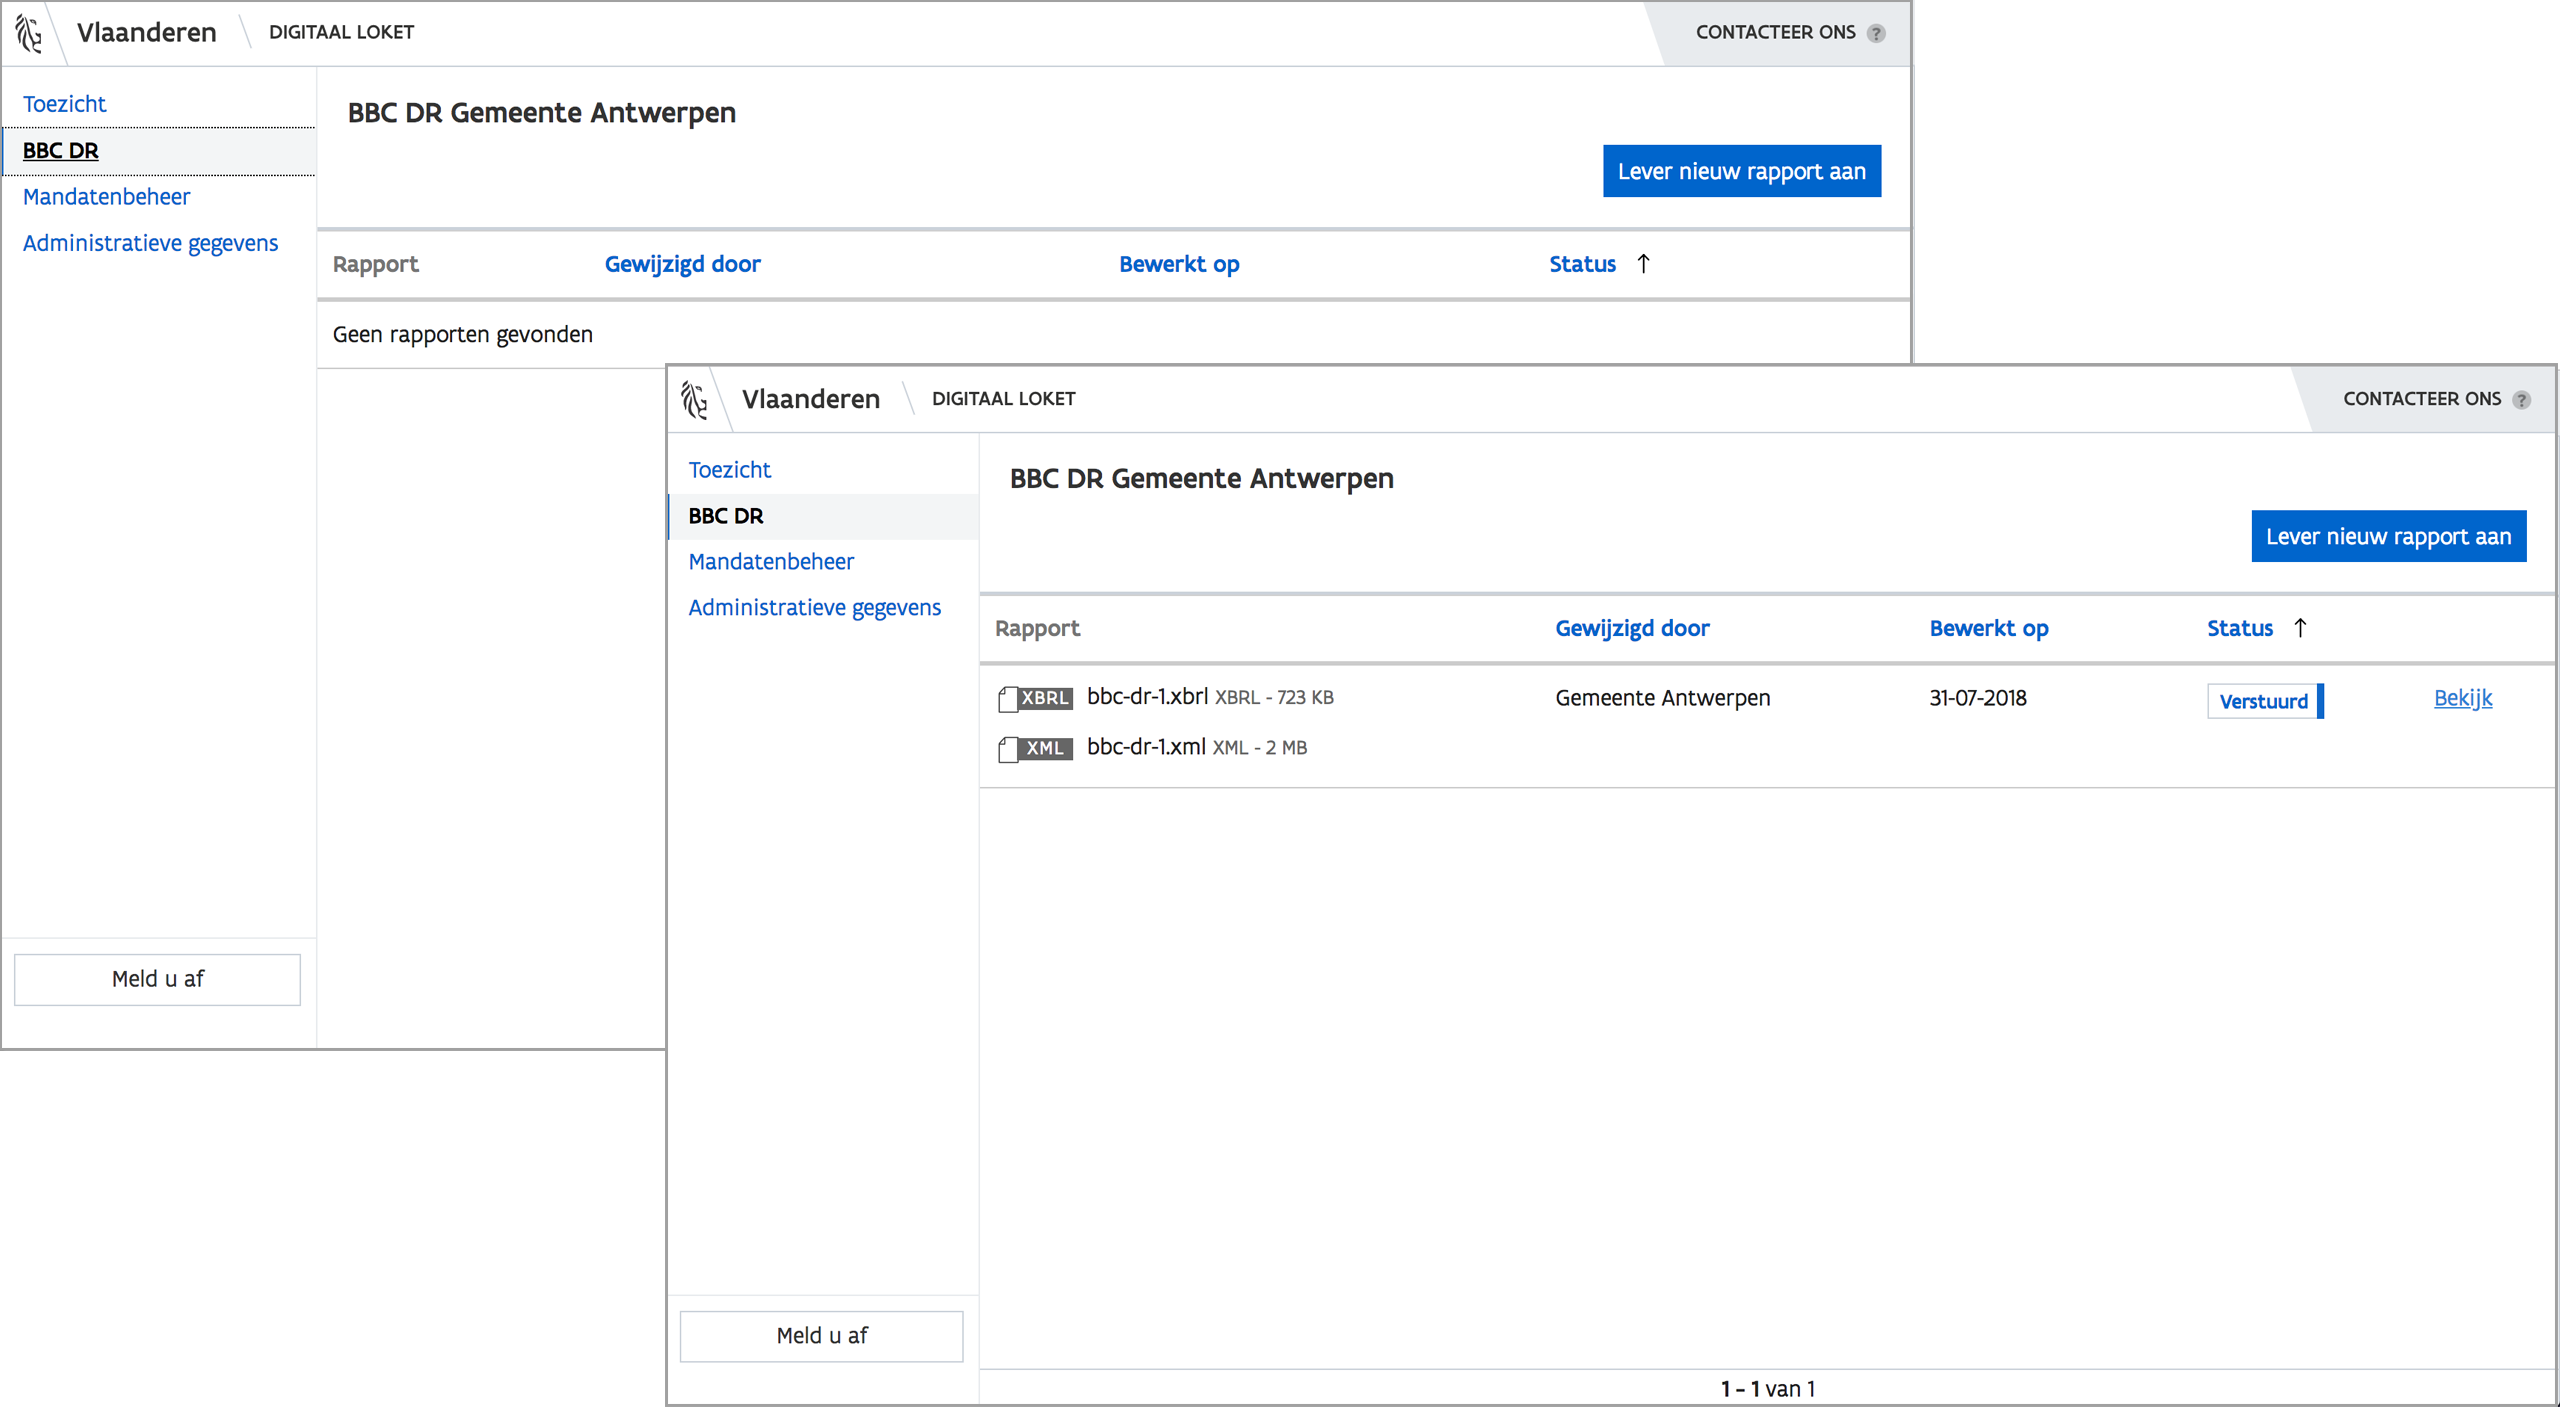 Vlaanderen DIGITAAL LOKET CONTACTEER ONS ?
Toezicht
BBC DR
Mandatenbeheer
Administratieve gegevens
Meld u af
BBC DR Gemeente Antwerpen
Lever nieuw rapport aan
Rapport Gewijzigd door Bewerkt op Status ↑
Geen rapporten gevonden
Vlaanderen DIGITAAL LOKET CONTACTEER ONS ?
Toezicht
BBC DR
Mandatenbeheer
Administratieve gegevens
Meld u af
BBC DR Gemeente Antwerpen
Lever nieuw rapport aan
Rapport Gewijzigd door Bewerkt op Status ↑
XBRL bbc-dr-1.xbrl XBRL - 723 KB Gemeente Antwerpen 31-07-2018 Verstuurd Bekijk
XML bbc-dr-1.xml XML - 2 MB
1 - 1 van 1